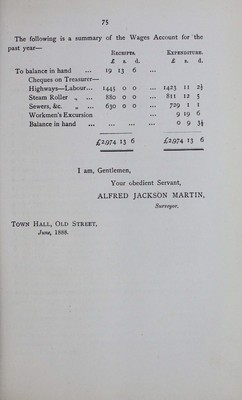 75
The following is a summary of the Wages Account for the
past year—
Receipts. Expenditure.
£ s. d. £ s. d.
To balance in hand ... 19 13 6 ...
Cheques on Treasurer—
Highways—Labour... 1445 0 0 ... 1423 11 2½
Steam Roller „ ... 880 0 0 ... 811 12 5
Sewers, &c. „ ... 630 0 0 ... 729 1 1
Workmen's Excursion ... 9 19 6
Balance in hand ... ... ... ... ... 0 9 3½
£2,974 13 6 £2,974 13 6
I am, Gentlemen,
Your obedient Servant,
ALFRED JACKSON MARTIN,
Surveyor.
Town Hall, Old Street,
June, 1888.